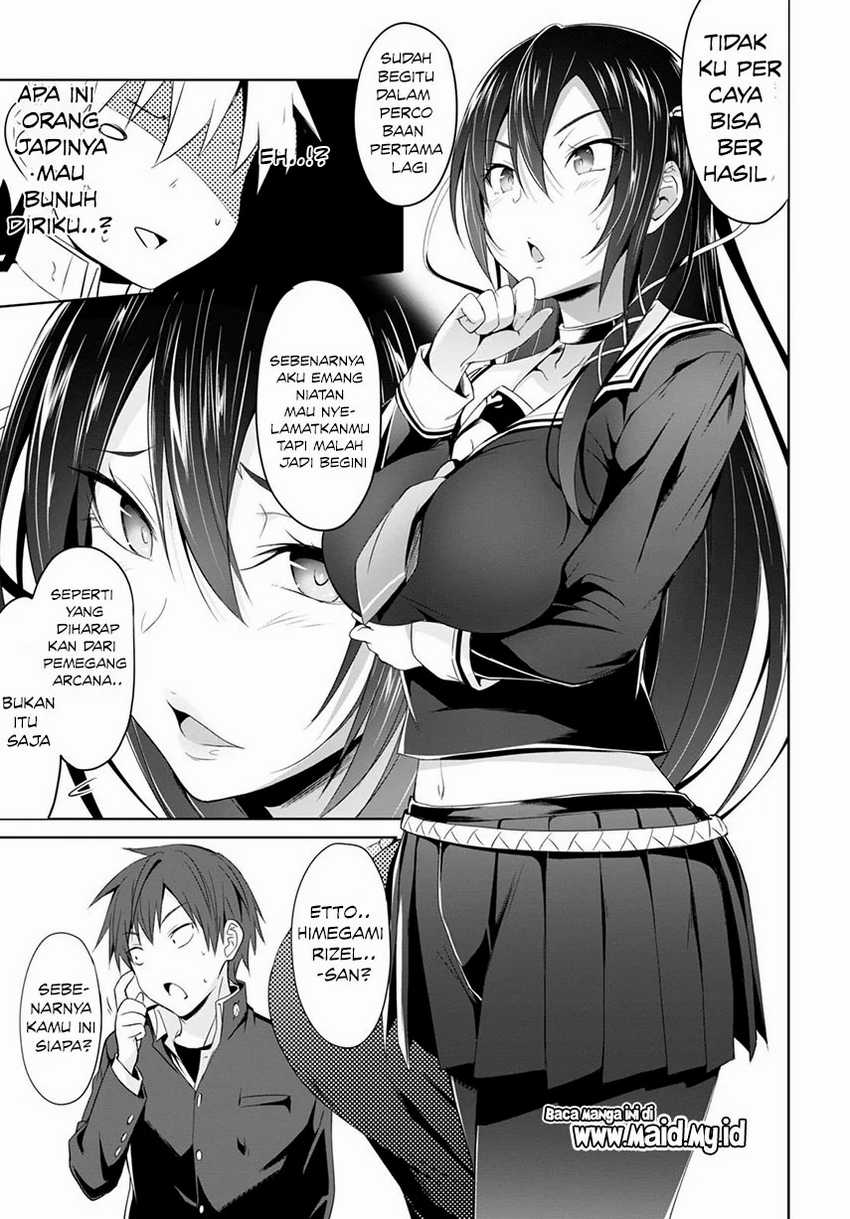 TIDAK
KU PER
CAYA
BISA
BER
HASIL
SUDAH
BEGITU
DALAM
PERCO
BAAN
PERTAMA
LAGI
EH..!?
APA INI
ORANG
JADINYA
MAU
BUNUH
DIRIKU..?
SEBENARNYA
AKU EMANG
NIATAN
MAU NYE-
LAMATKANMU
TAPI MALAH
JADI BEGINI
SEPERTI
YANG
DIHARAP
KAN DARI
PEMEGANG
ARCANA..
BUKAN
ITU
SAJA
ETTO..
HIMEGAMI
RIZEL
-SAN?
SEBE-
NARNYA
KAMU INI
SIAPA?
Baca Manga ini di
www.Maid.my.id